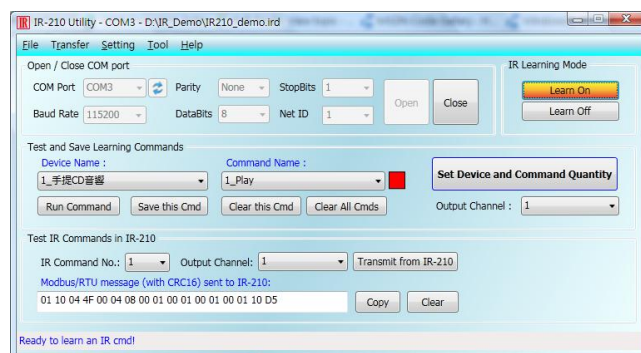 IR-210 Utility - COM3 - D:\IR_Demo\IR210_demo.ird
File Transfer Setting Tool Help
Open / Close COM port
IR Learning Mode
COM Port COM3 Parity None StopBits 1
Open Close
Learn On
Baud Rate 115200 DataBits 8 Net ID 1
Learn Off
Test and Save Learning Commands
Device Name : Command Name :
1_手提CD音響 1_Play
Set Device and Command Quantity
Run Command Save this Cmd Clear this Cmd Clear All Cmds Output Channel : 1
Test IR Commands in IR-210
IR Command No.: 1 Output Channel: 1 Transmit from IR-210
Modbus/RTU message (with CRC16) sent to IR-210:
01 10 04 4F 00 04 08 00 01 00 01 00 01 00 01 10 D5 Copy Clear
Ready to learn an IR cmd!